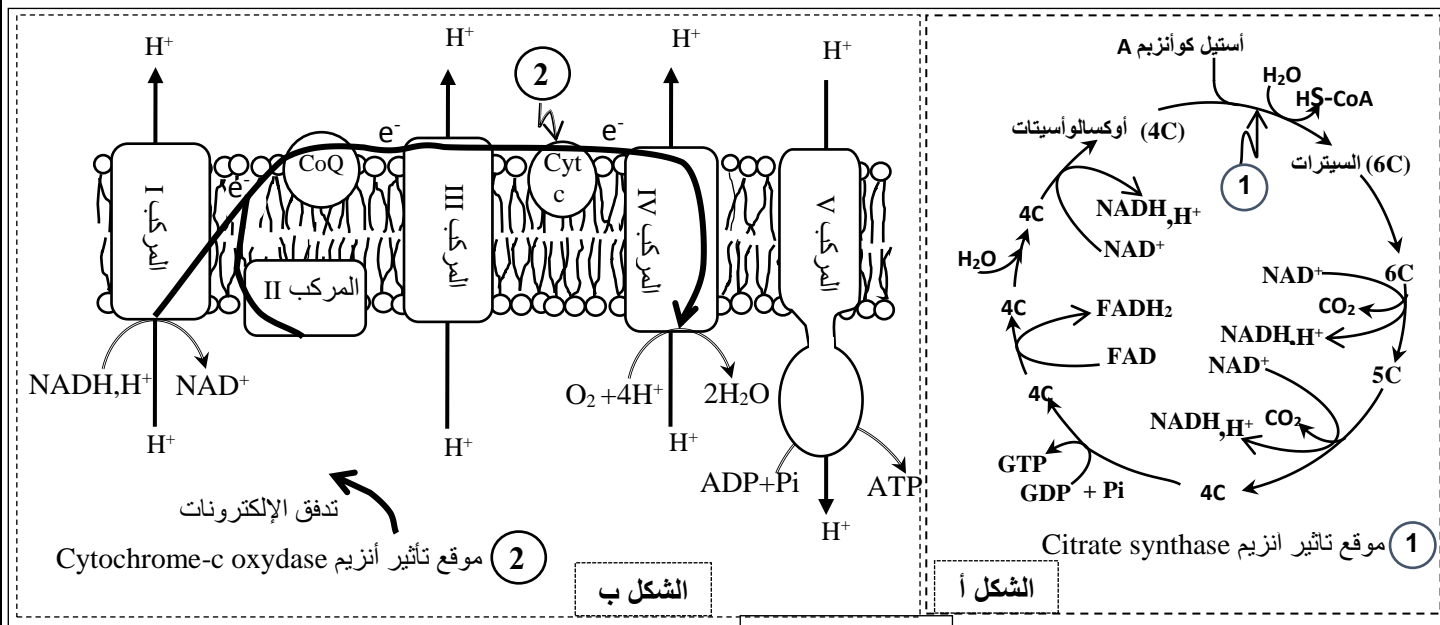 H⁺
H⁺
H⁺
H⁺
2
e⁻
e⁻
e⁻
CoQ
Cyt
c
المركب I
المركب II
المركب III
المركب IV
المركب V
NADH,H⁺
NAD⁺
O₂ +4H⁺
2H₂O
H⁺
H⁺
H⁺
ADP+Pi
ATP
H⁺
تدفق الإلكترونات
2 موقع تأثير أنزيم Cytochrome-c oxydase
الشكل ب
أستيل كوأنزيم A
H₂O
HS-CoA
أوكسالوأسيتات (4C)
السيترات (6C)
1
NADH,H⁺
NAD⁺
4C
H₂O
4C
FADH₂
FAD
4C
GTP
GDP + Pi
4C
NAD⁺
6C
CO₂
NADH,H⁺
NAD⁺
5C
NADH,H⁺
CO₂
1 موقع تاثير انزيم Citrate synthase
الشكل أ